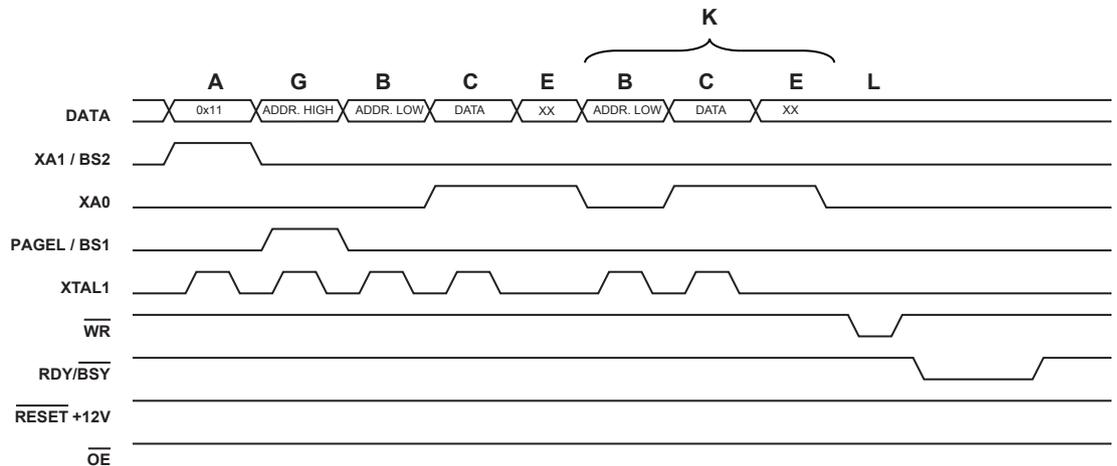 K
A G B C E B C E L
DATA 0x11 ADDR. HIGH ADDR. LOW DATA XX ADDR. LOW DATA XX
XA1 / BS2
XA0
PAGEL / BS1
XTAL1
WR
RDY/BSY
RESET +12V
OE